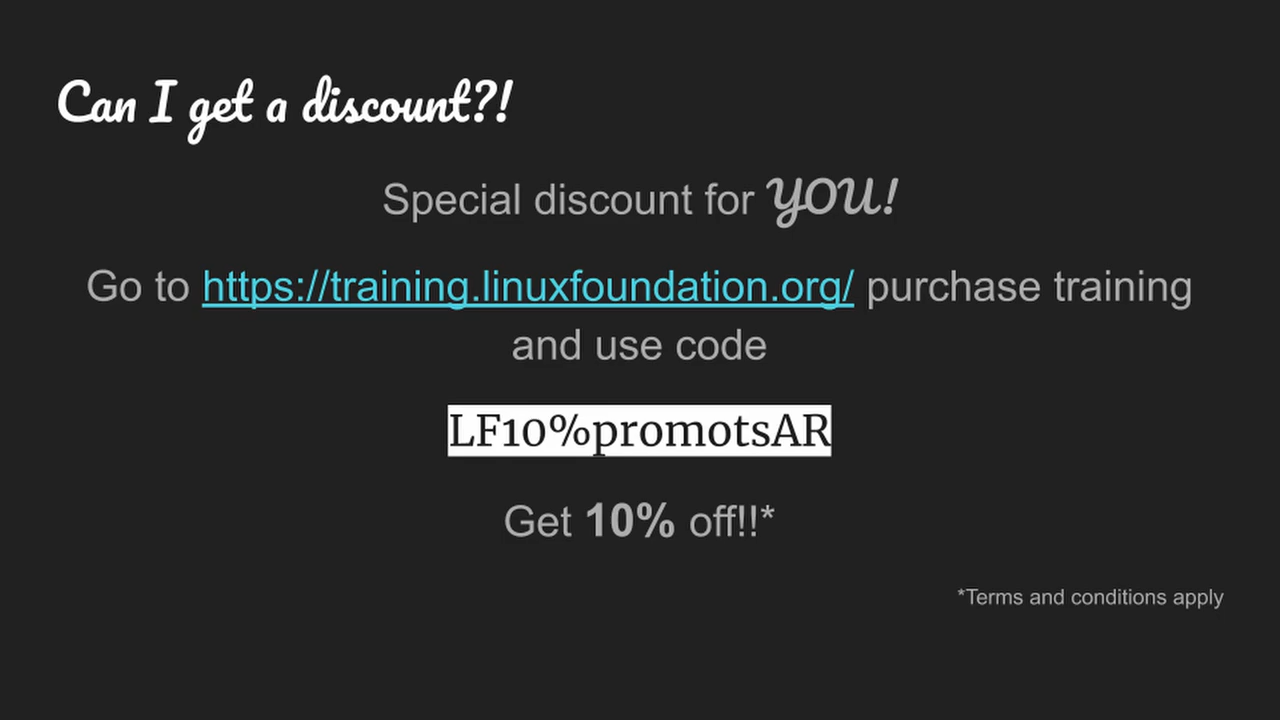 Can I get a discount?!
Special discount for YOU!
Go to https://training.linuxfoundation.org/ purchase training
and use code
LF10%promotsAR
Get 10% off!!*
*Terms and conditions apply